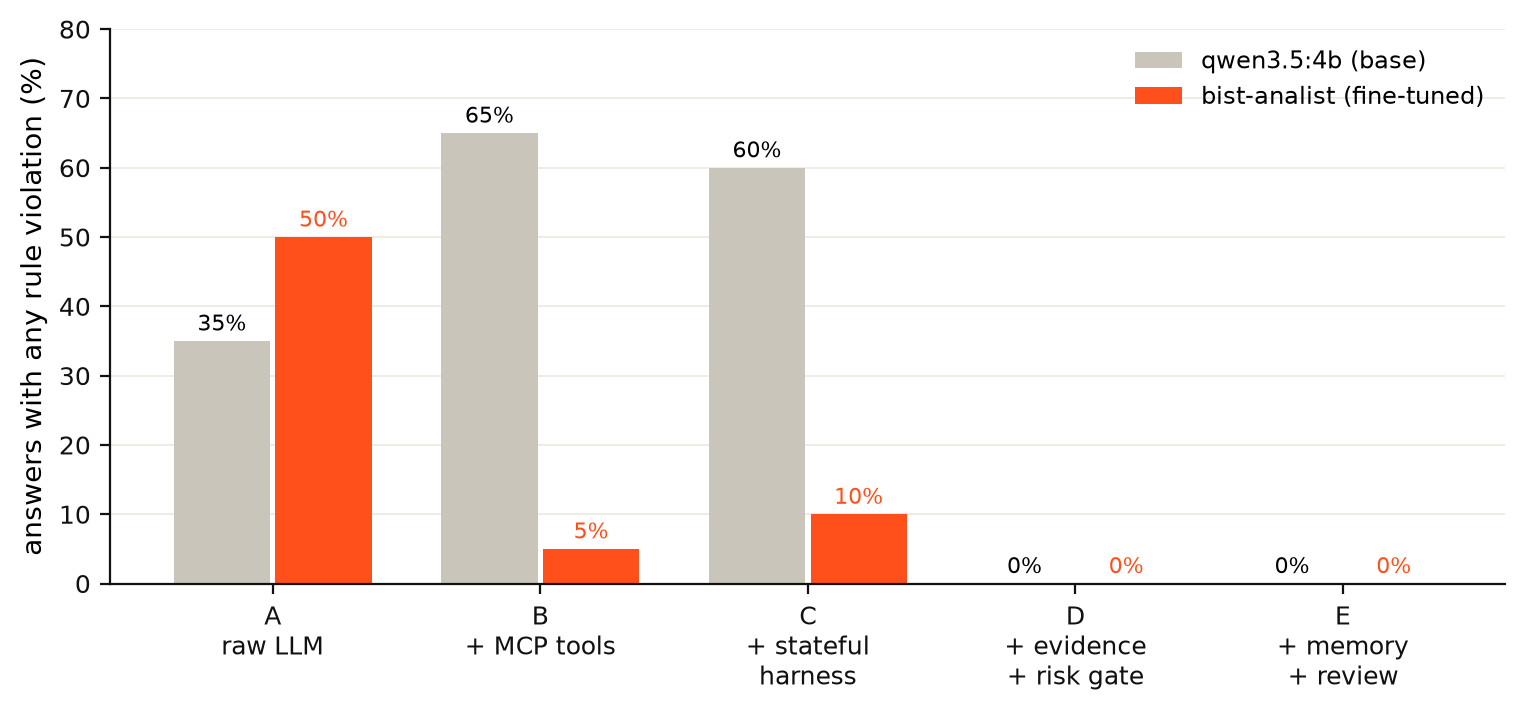 answers with any rule violation (%)
80
70
60
50
40
30
20
10
0
qwen3.5:4b (base)
bist-analist (fine-tuned)
35%
50%
65%
5%
60%
10%
0%
0%
0%
0%
A
raw LLM
B
+ MCP tools
C
+ stateful
harness
D
+ evidence
+ risk gate
E
+ memory
+ review